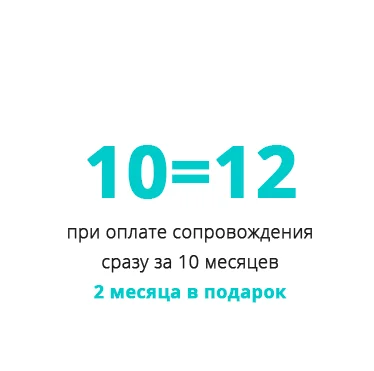 10=12
при оплате сопровождения
сразу за 10 месяцев
2 месяца в подарок